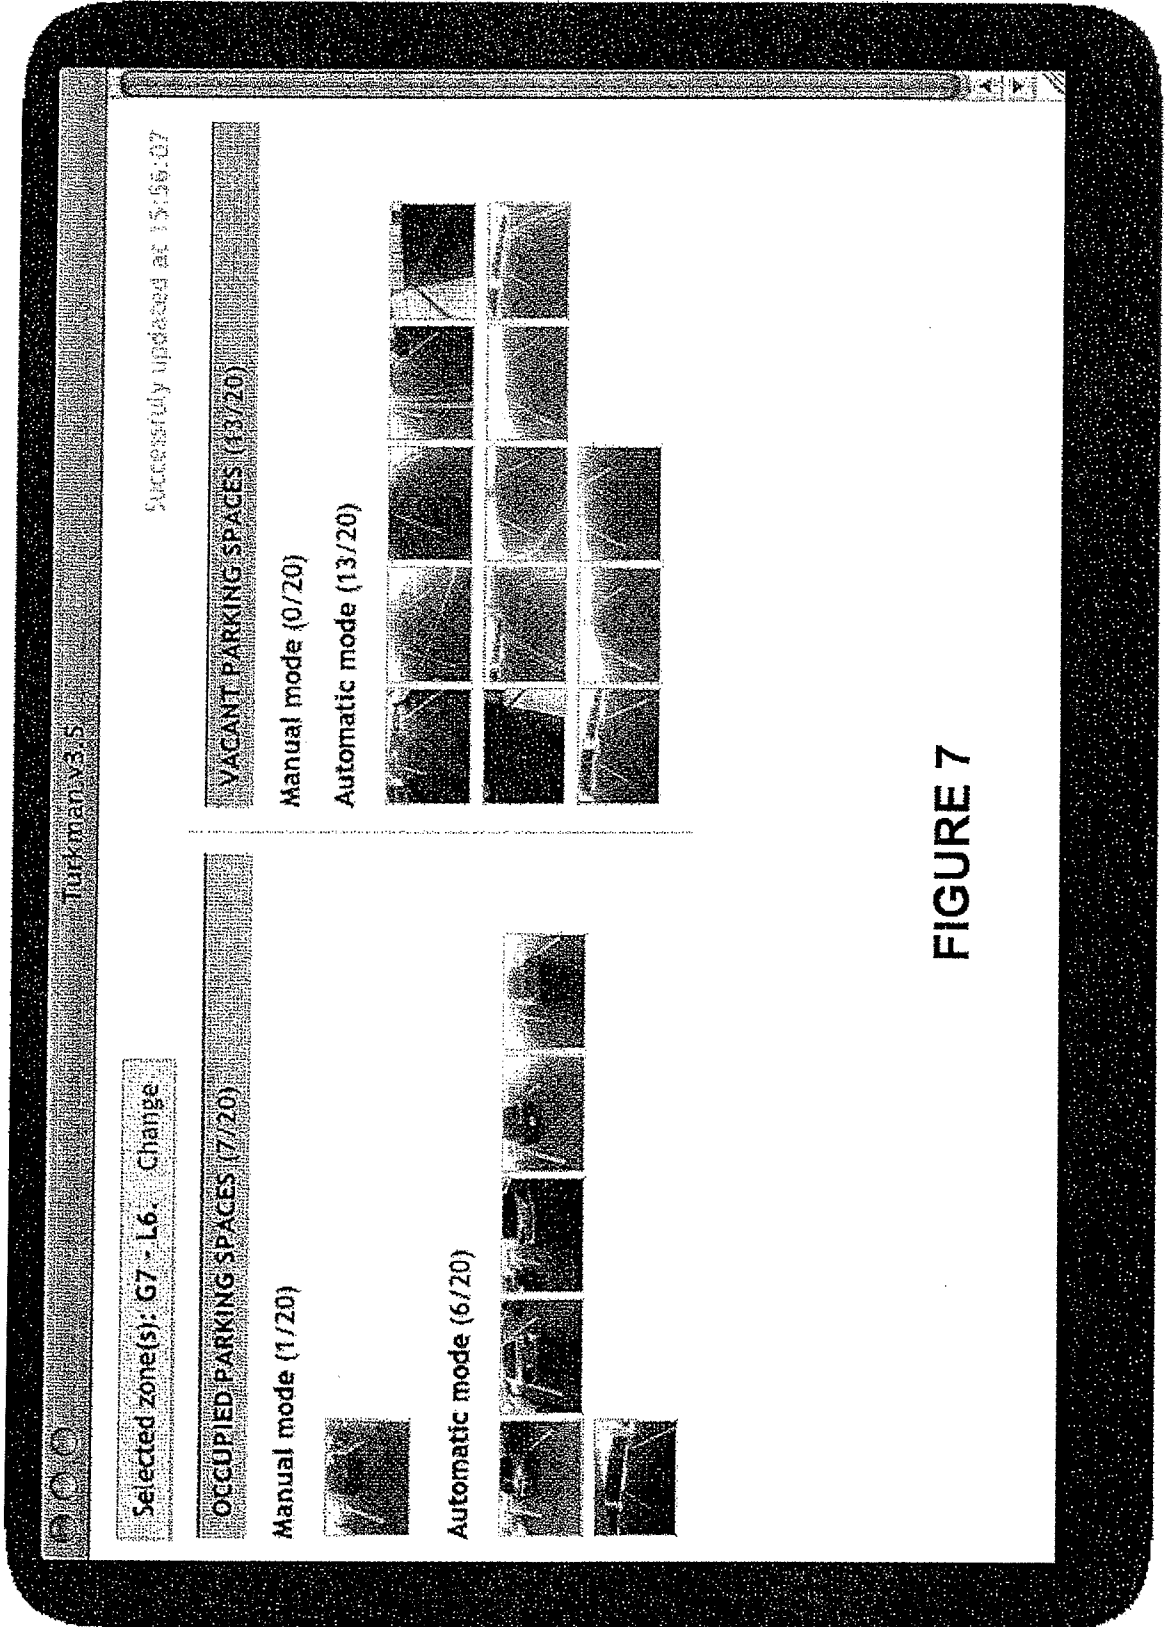 Turkman v3.5
Selected zone(s): G7 - L6. Change
Successfuly updated at 15:56:07
OCCUPIED PARKING SPACES (7/20)
Manual mode (1/20)
Automatic mode (6/20)
VACANT PARKING SPACES (13/20)
Manual mode (0/20)
Automatic mode (13/20)
FIGURE 7